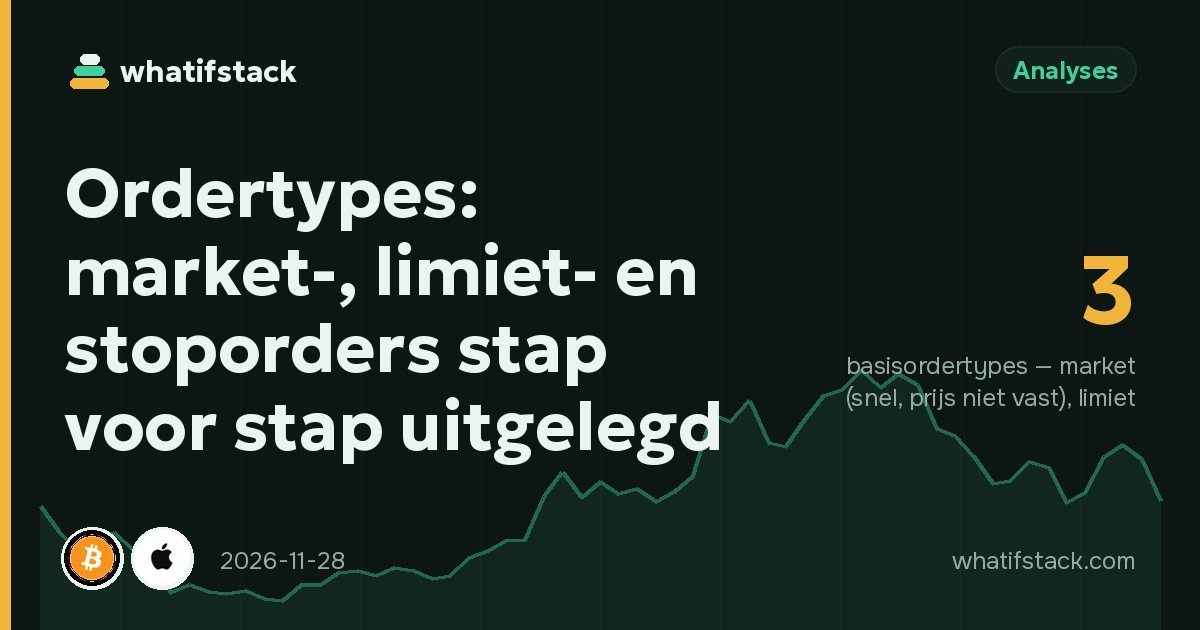 whatifstack
Analyses
Ordertypes:
market-, limiet- en
stoporders stap
voor stap uitgelegd
3
basisordertypes — market
(snel, prijs niet vast), limiet
2026-11-28
whatifstack.com